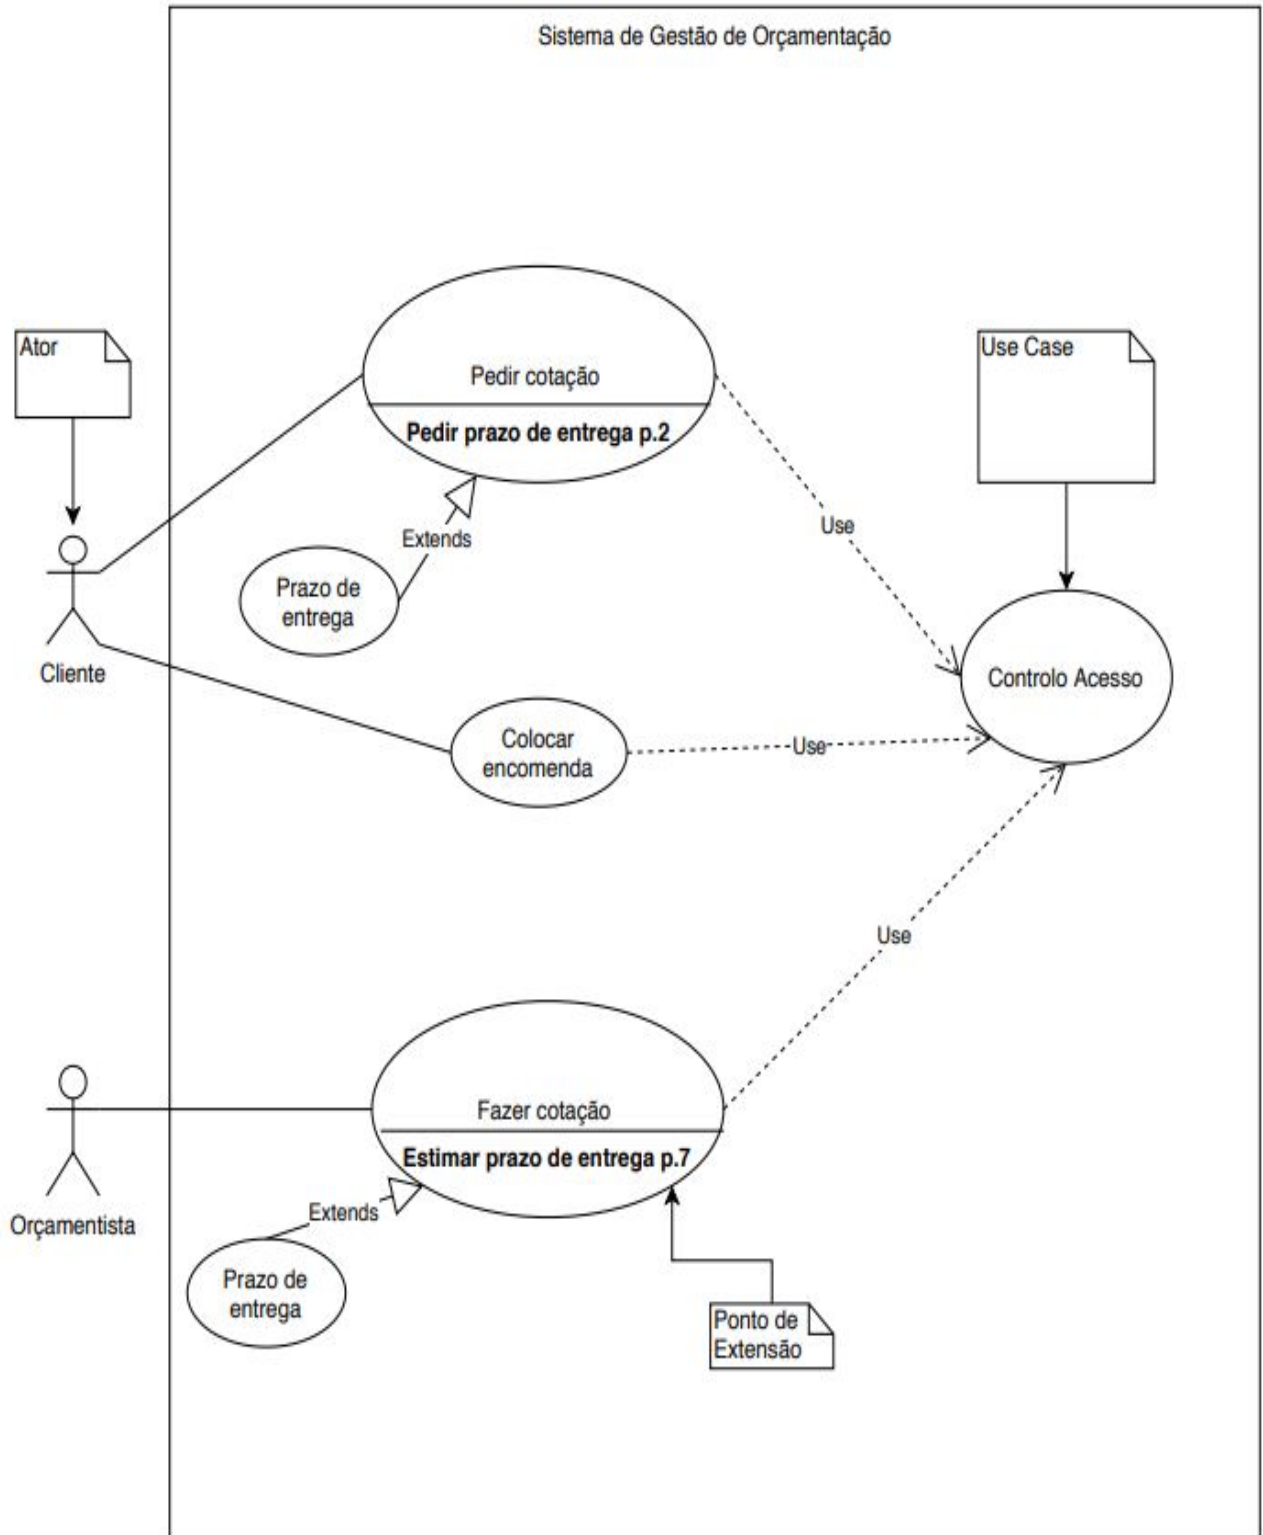 Sistema de Gestão de Orçamentação
Ator
Use Case
Pedir cotação
Pedir prazo de entrega p.2
Use
Extends
Prazo de
entrega
Cliente
Controlo Acesso
Colocar
encomenda
Use
Use
Fazer cotação
Estimar prazo de entrega p.7
Extends
Orçamentista
Prazo de
entrega
Ponto de
Extensão